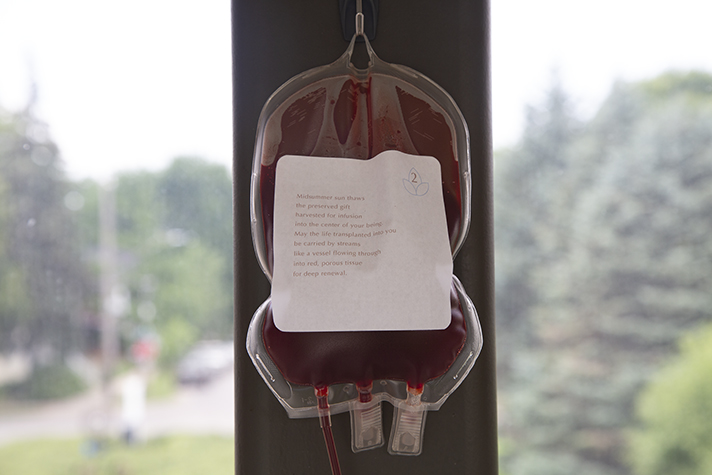 2
Midsummer sun thaws
the preserved gift
harvested for infusion
into the center of your being.
May the life transplanted into you
be carried by streams
like a vessel flowing through
into red, porous tissue
for deep renewal.